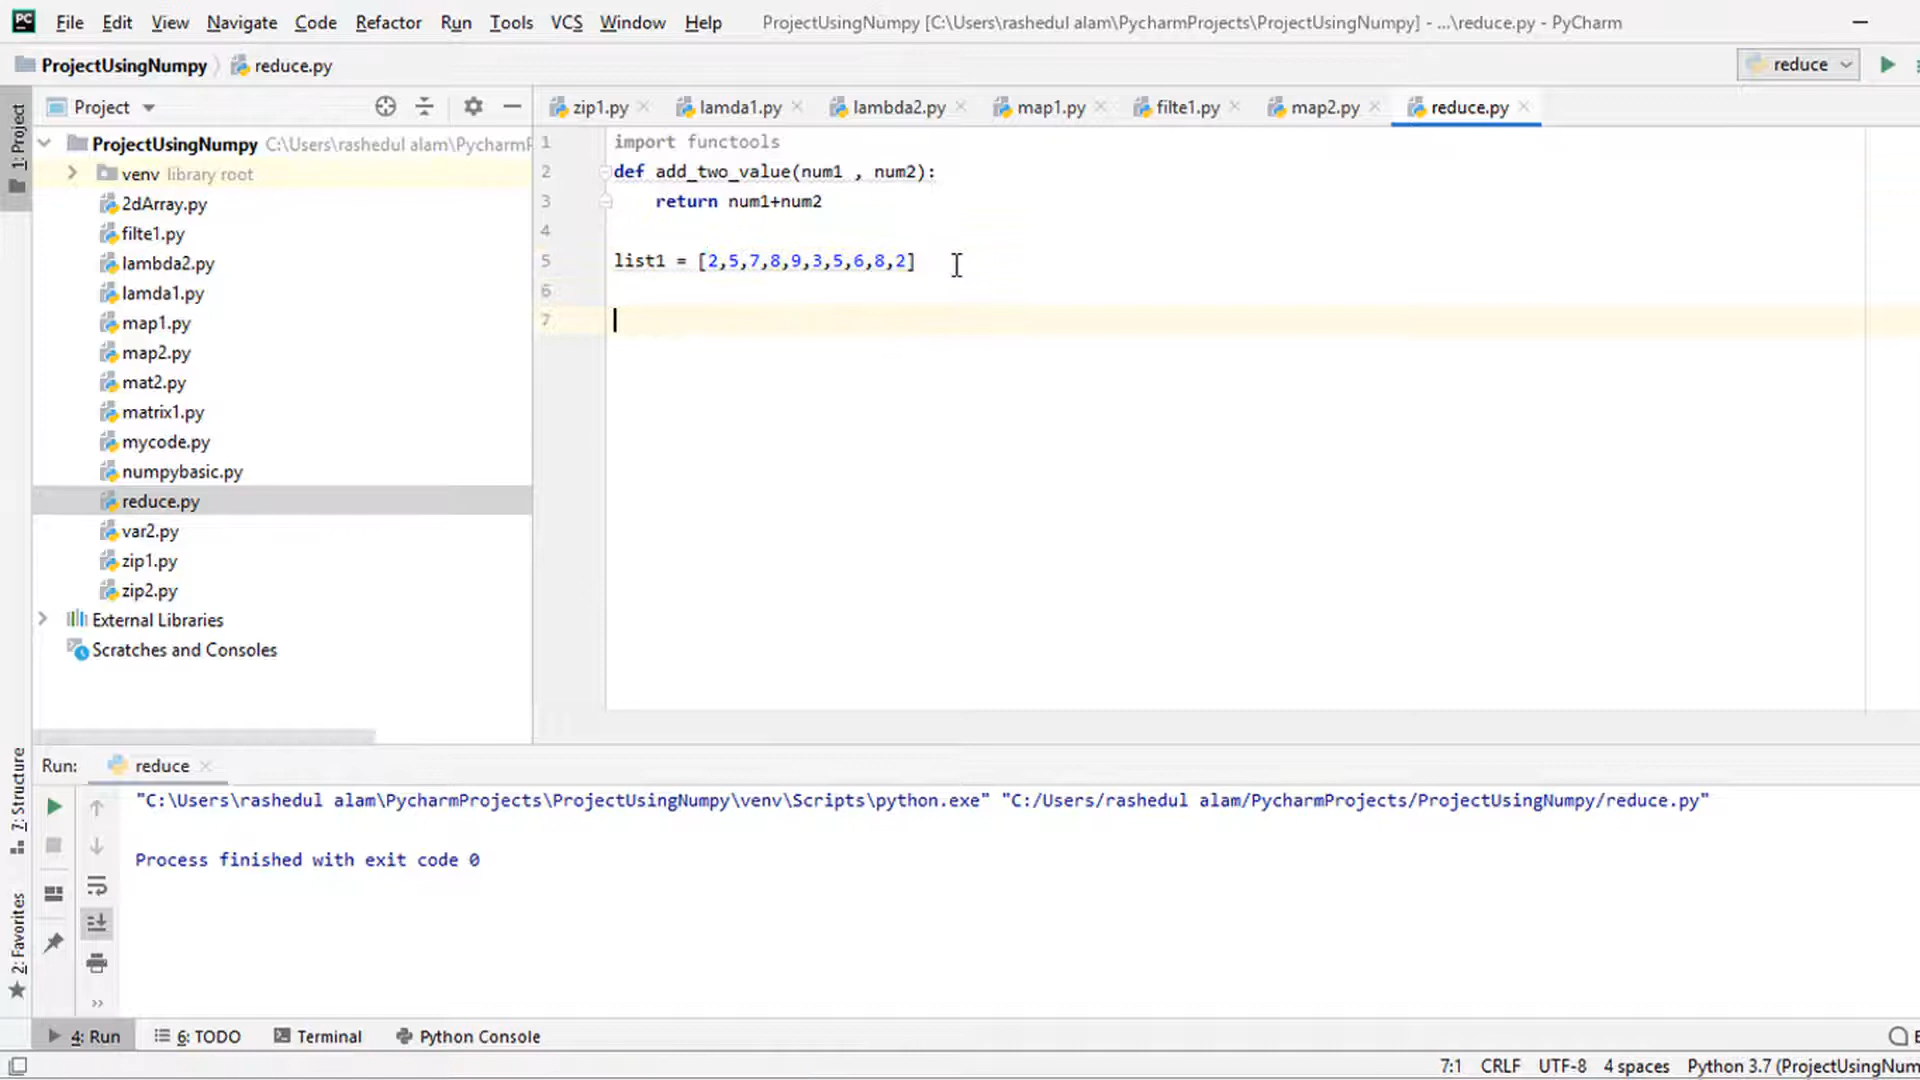 PC File Edit View Navigate Code Refactor Run Tools VCS Window Help ProjectUsingNumpy [C:\Users\rashedul alam\PycharmProjects\ProjectUsingNumpy] - ...\reduce.py - PyCharm
ProjectUsingNumpy reduce.py reduce
Project zip1.py lamda1.py lambda2.py map1.py filte1.py map2.py reduce.py
1: Project
ProjectUsingNumpy C:\Users\rashedul alam\PycharmP
venv library root
2dArray.py
filte1.py
lambda2.py
lamda1.py
map1.py
map2.py
mat2.py
matrix1.py
mycode.py
numpybasic.py
reduce.py
var2.py
zip1.py
zip2.py
External Libraries
Scratches and Consoles
1 import functools
2 def add_two_value(num1 , num2):
3 return num1+num2
4
5 list1 = [2,5,7,8,9,3,5,6,8,2]
6
7
7: Structure
2: Favorites
Run: reduce
"C:\Users\rashedul alam\PycharmProjects\ProjectUsingNumpy\venv\Scripts\python.exe" "C:/Users/rashedul alam/PycharmProjects/ProjectUsingNumpy/reduce.py"
Process finished with exit code 0
4: Run 6: TODO Terminal Python Console
7:1 CRLF UTF-8 4 spaces Python 3.7 (ProjectUsingNum